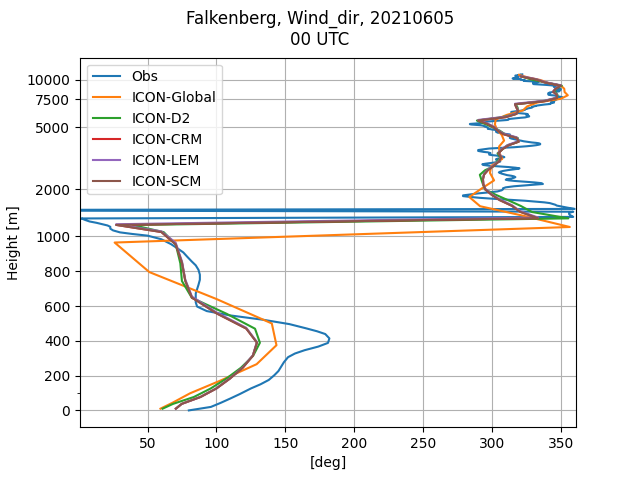 Falkenberg, Wind_dir, 20210605
00 UTC
Obs
ICON-Global
ICON-D2
ICON-CRM
ICON-LEM
ICON-SCM
10000
7500
5000
2000
1000
800
600
400
200
0
Height [m]
50
100
150
200
250
300
350
[deg]